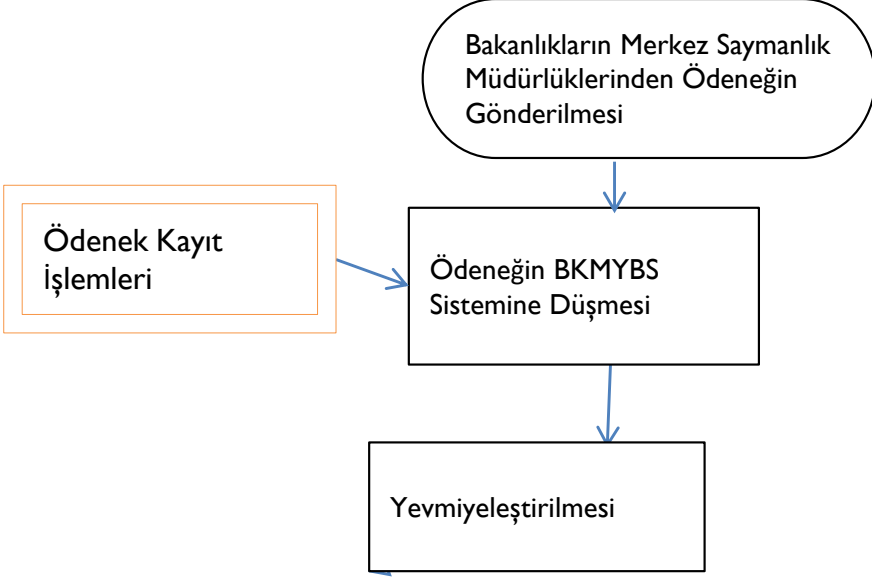 Bakanlıkların Merkez Saymanlık
Müdürlüklerinden Ödeneğin
Gönderilmesi
Ödenek Kayıt
İşlemleri
Ödeneğin BKMYBS
Sistemine Düşmesi
Yevmiyeleştirilmesi